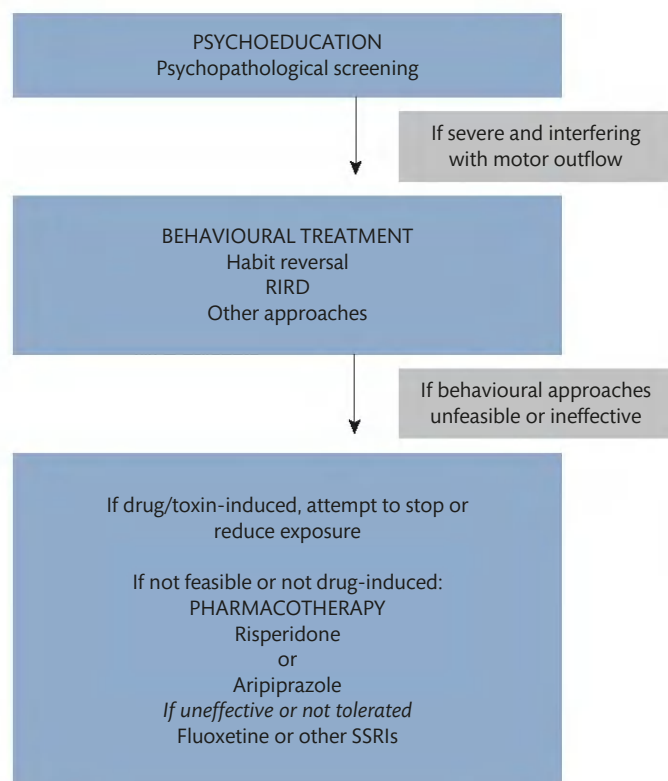 PSYCHOEDUCATION
Psychopathological screening
If severe and interfering
with motor outflow
BEHAVIOURAL TREATMENT
Habit reversal
RIRD
Other approaches
If behavioural approaches
unfeasible or ineffective
If drug/toxin-induced, attempt to stop or
reduce exposure
If not feasible or not drug-induced:
PHARMACOTHERAPY
Risperidone
or
Aripiprazole
If uneffective or not tolerated
Fluoxetine or other SSRIs